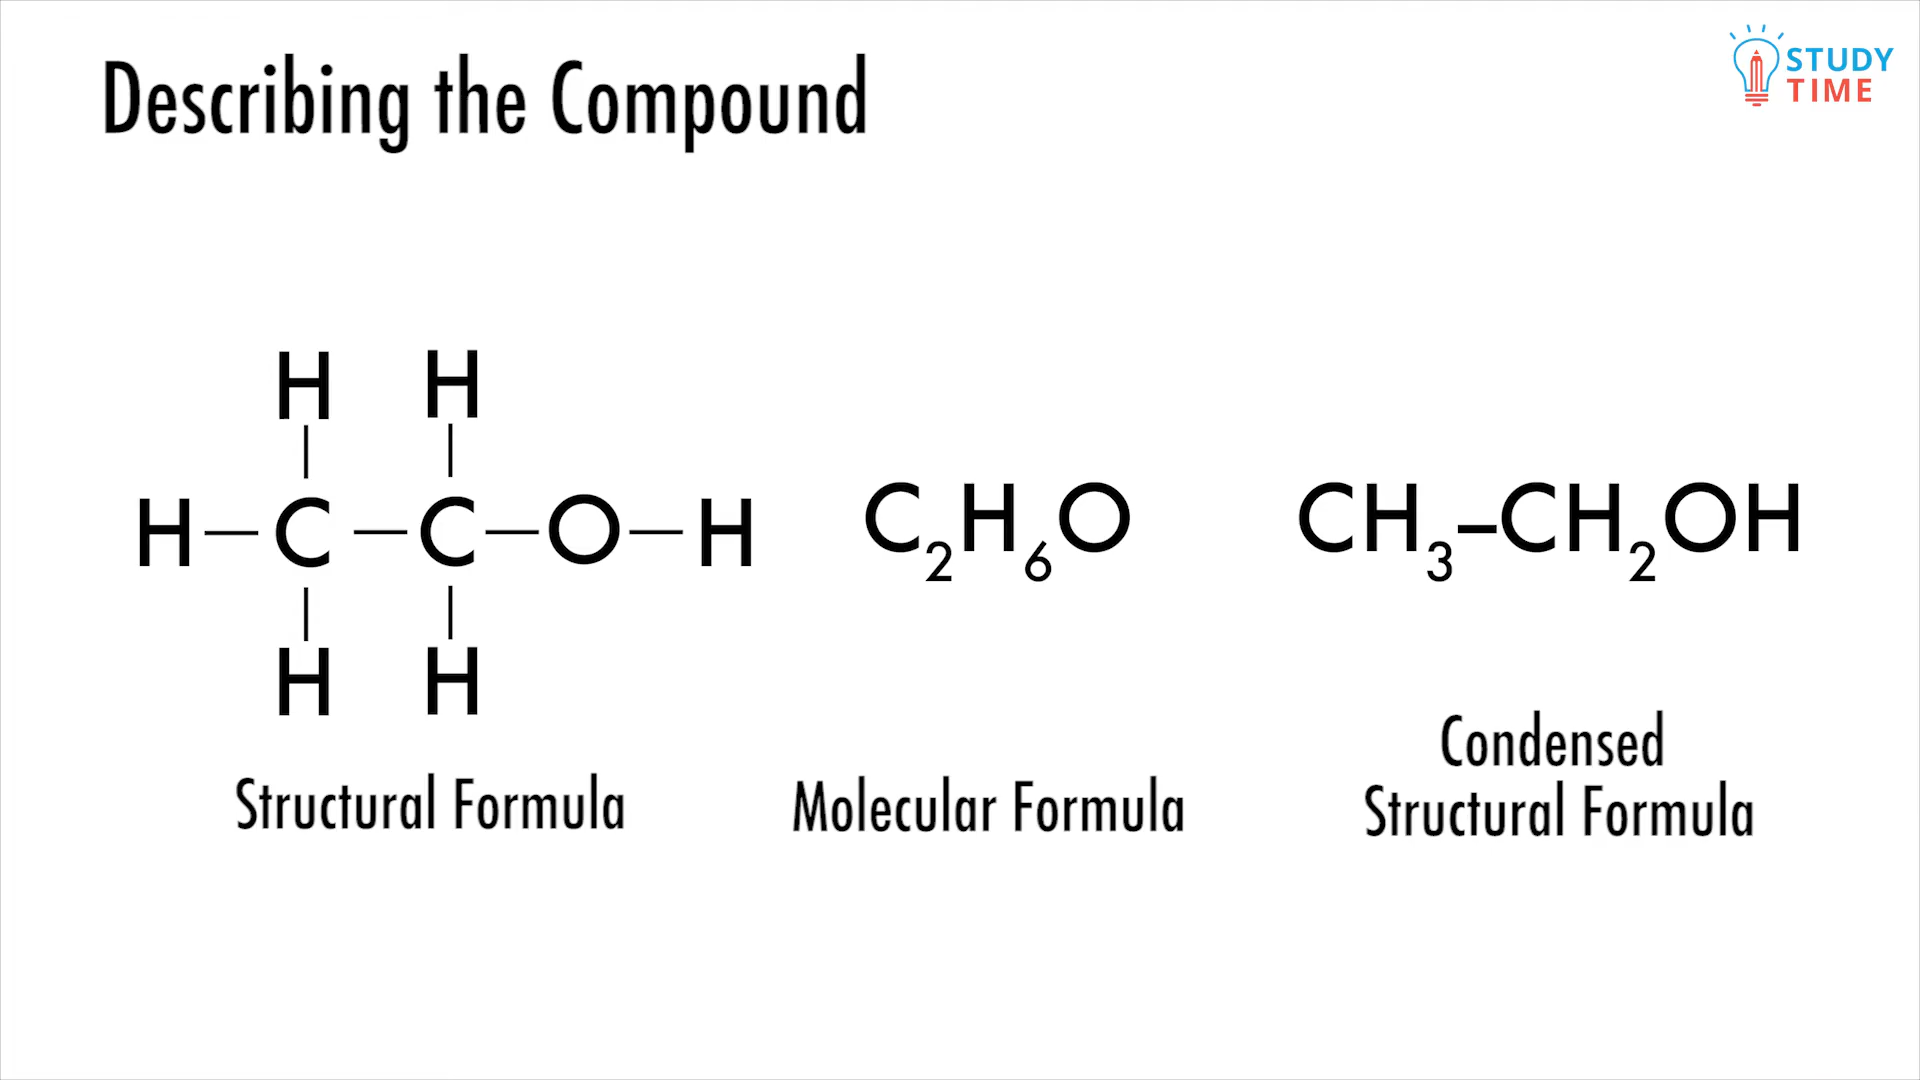 Describing the Compound
STUDY
TIME
H H
H—C—C—O—H
H H
C₂H₆O
CH₃–CH₂OH
Structural Formula
Molecular Formula
Condensed
Structural Formula